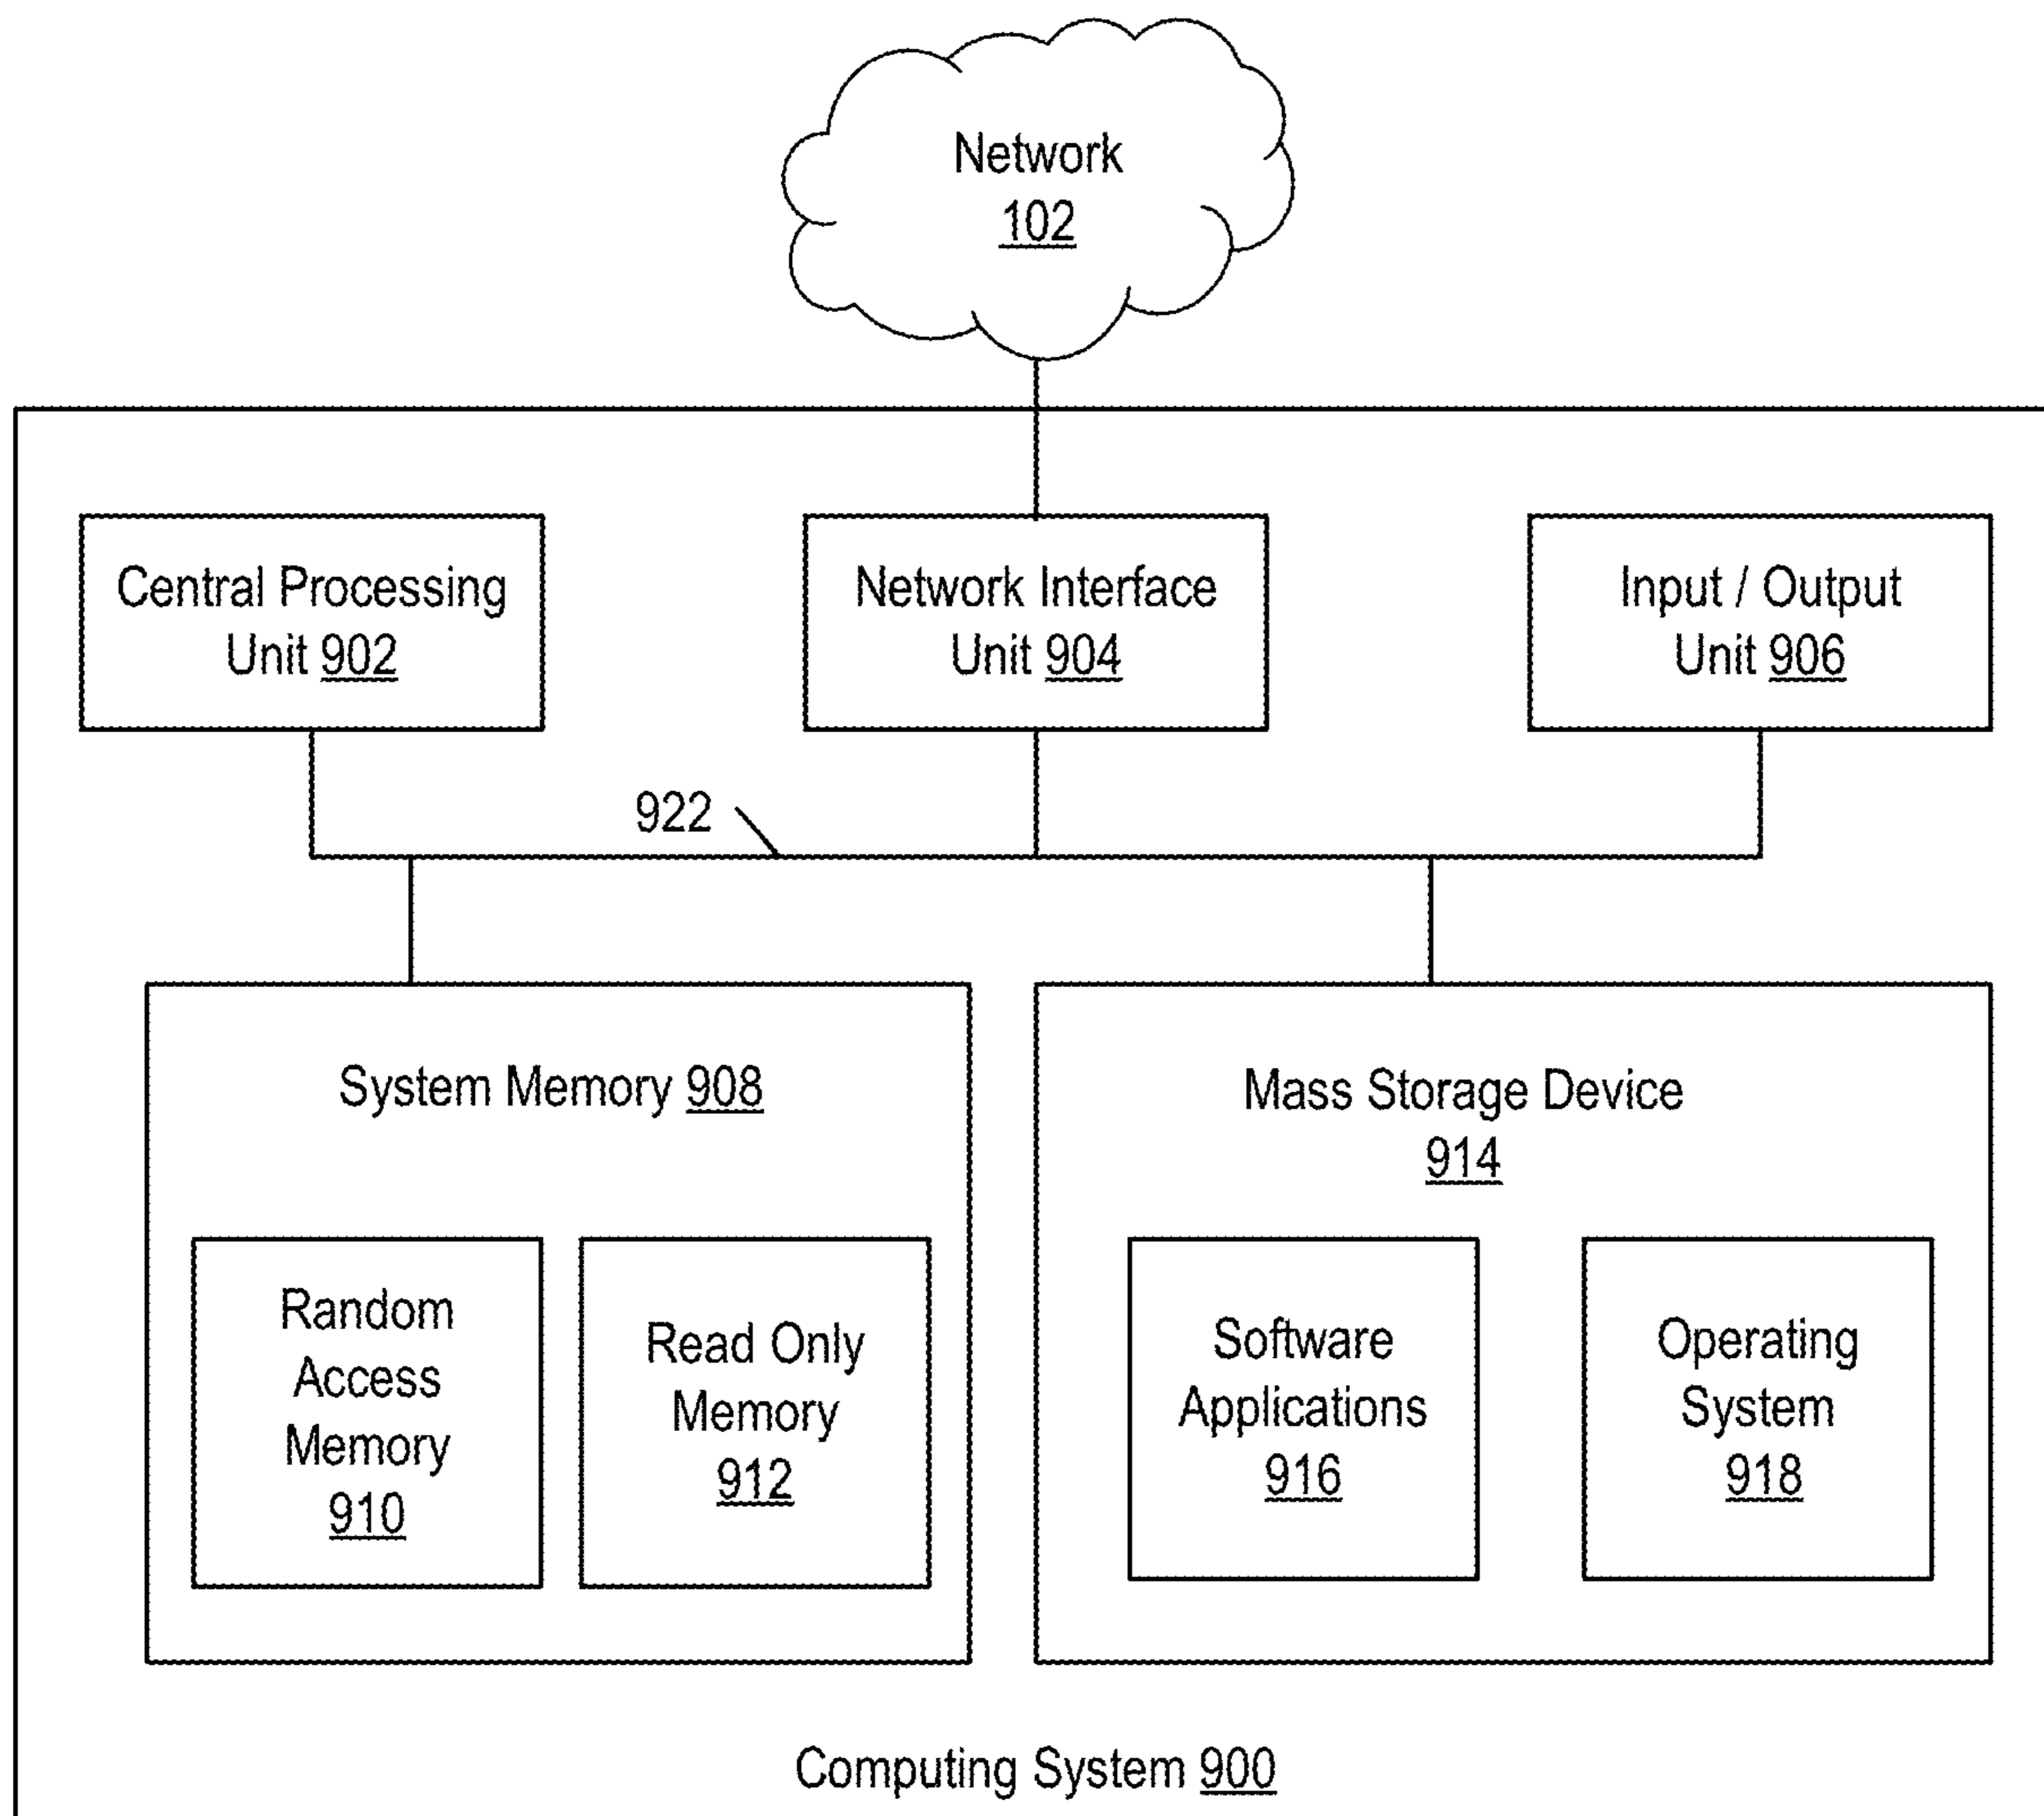 Network
102
Central Processing
Unit 902
Network Interface
Unit 904
Input / Output
Unit 906
922
System Memory 908
Mass Storage Device
914
Random
Access
Memory
910
Read Only
Memory
912
Software
Applications
916
Operating
System
918
Computing System 900